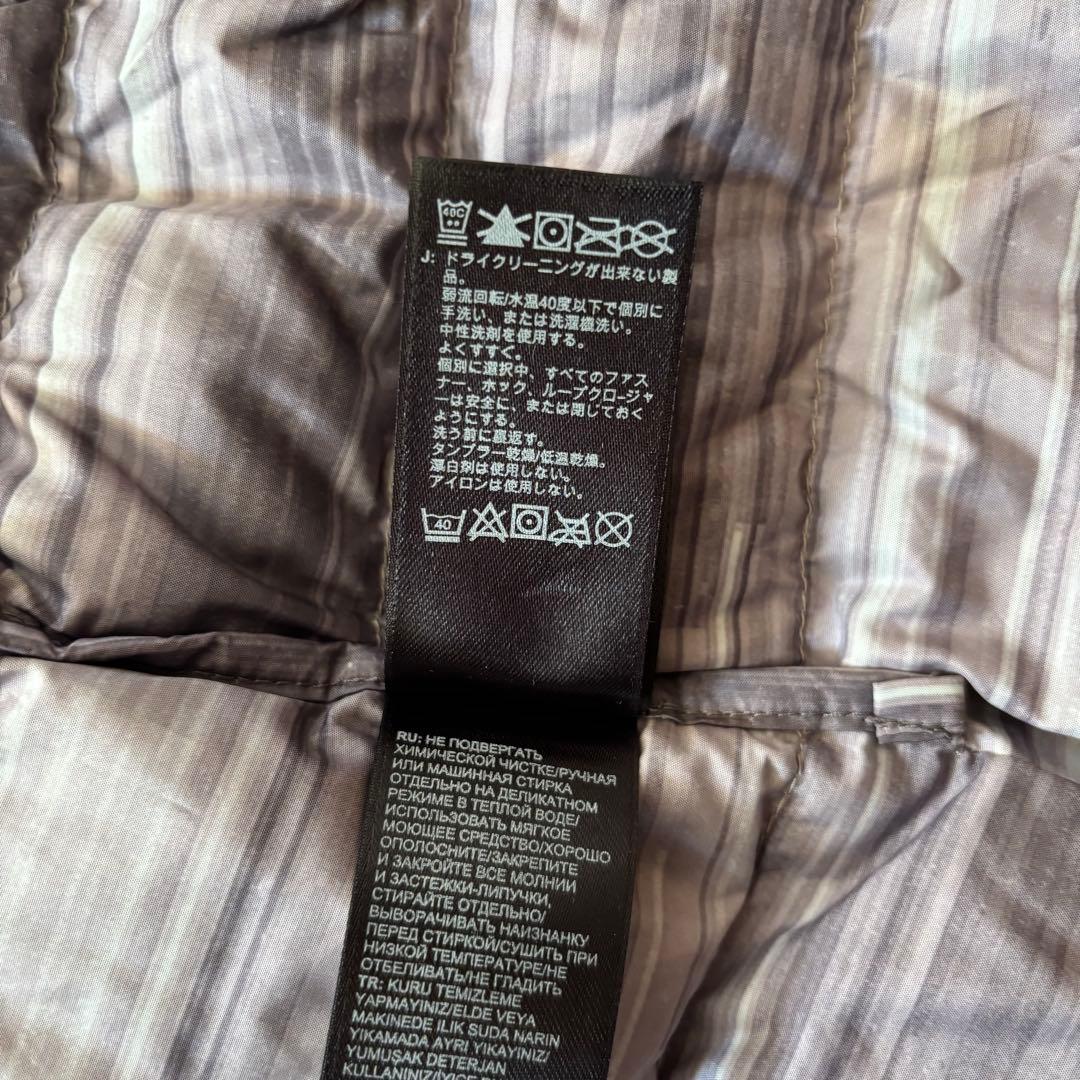 40C
J: ドライクリーニングが出来ない製
品。
弱流回転/水温40度以下で個別に
手洗い、または洗濯機洗い。
中性洗剤を使用する。
よくすすぐ。
個別に選択中、すべてのファス
ナー、ホック、ループクロージャ
ーは安全に、または閉じておく
ようにする。
洗う前に裏返す。
タンブラー乾燥/低温乾燥。
漂白剤は使用しない。
アイロンは使用しない。
40
RU: НЕ ПОДВЕРГАТЬ
ХИМИЧЕСКОЙ ЧИСТКЕ/РУЧНАЯ
ИЛИ МАШИННАЯ СТИРКА
ОТДЕЛЬНО НА ДЕЛИКАТНОМ
РЕЖИМЕ В ТЕПЛОЙ ВОДЕ/
ИСПОЛЬЗОВАТЬ МЯГКОЕ
МОЮЩЕЕ СРЕДСТВО/ХОРОШО
ОПОЛОСНИТЕ/ЗАКРЕПИТЕ
И ЗАКРОЙТЕ ВСЕ МОЛНИИ
И ЗАСТЕЖКИ-ЛИПУЧКИ,
СТИРАЙТЕ ОТДЕЛЬНО/
ВЫВОРАЧИВАТЬ НАИЗНАНКУ
ПЕРЕД СТИРКОЙ/СУШИТЬ ПРИ
НИЗКОЙ ТЕМПЕРАТУРЕ/НЕ
ОТБЕЛИВАТЬ/НЕ ГЛАДИТЬ
TR: KURU TEMIZLEME
YAPMAYINIZ/ELDE VEYA
MAKINEDE ILIK SUDA NARIN
YIKAMADA AYRI YIKAYINIZ/
YUMUŞAK DETERJAN
KULLANINIZ/IYICE